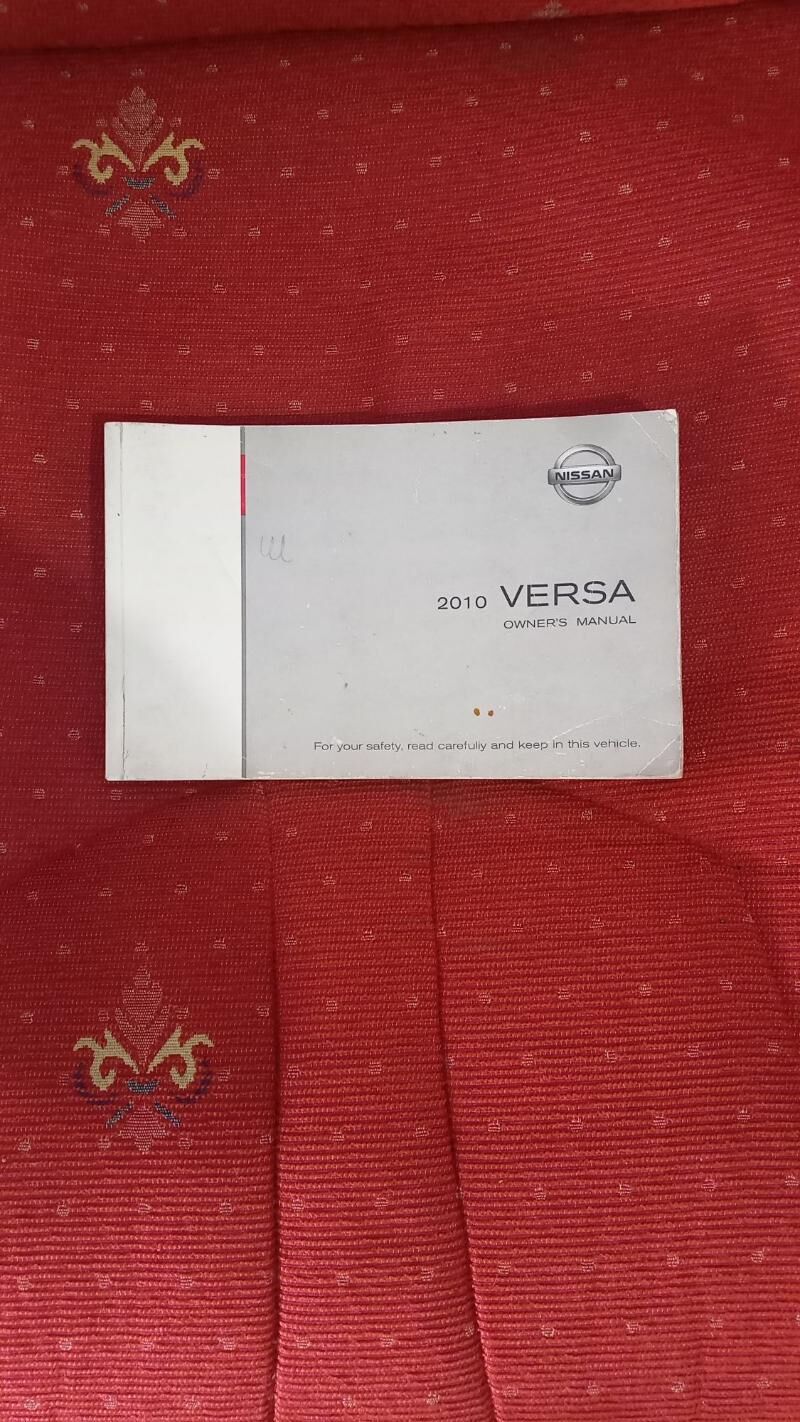 NISSAN
2010 VERSA
OWNER'S MANUAL
For your safety, read carefully and keep in this vehicle.